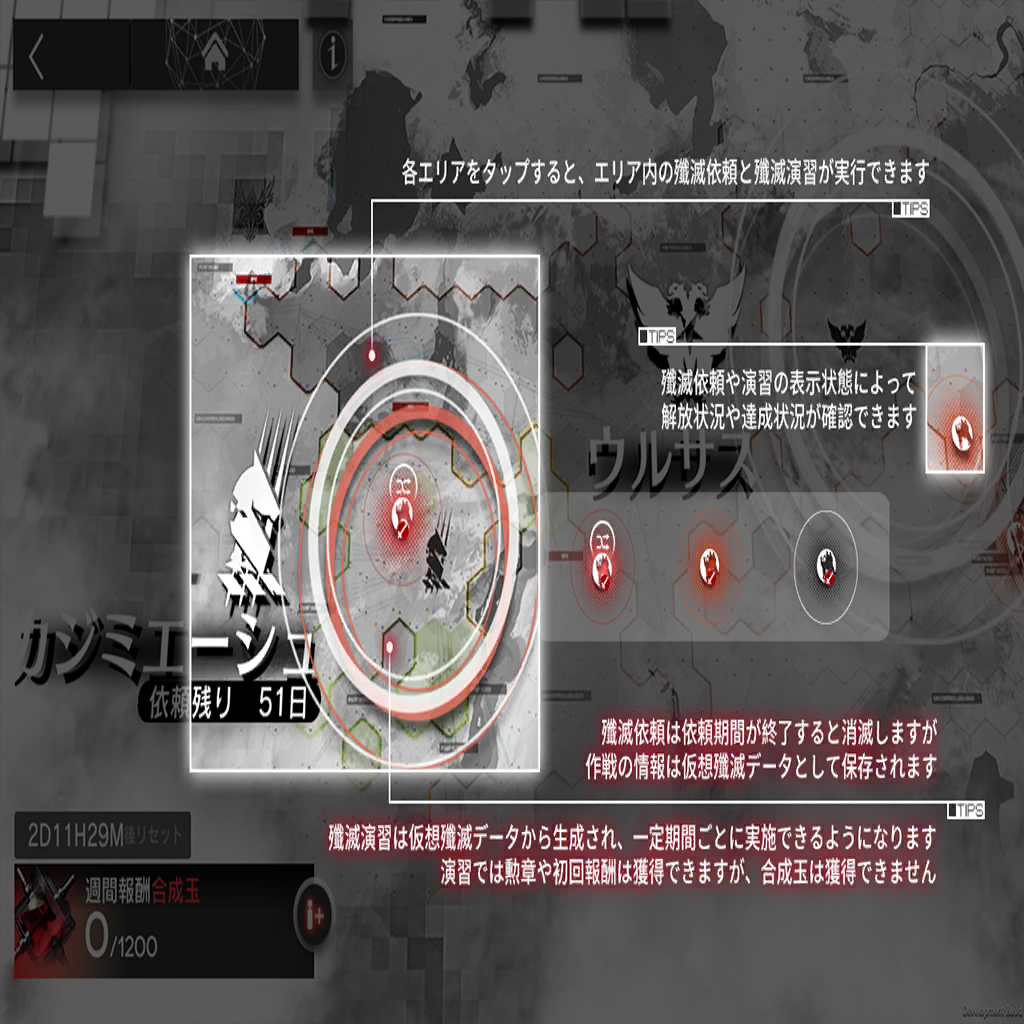 各エリアをタップすると、エリア内の殲滅依頼と殲滅演習が実行できます
TIPS
TIPS
殲滅依頼や演習の表示状態によって
解放状況や達成状況が確認できます
ウルサス
カジミエーシュ
依頼残り 51日
殲滅依頼は依頼期間が終了すると消滅しますが
作戦の情報は仮想殲滅データとして保存されます
TIPS
殲滅演習は仮想殲滅データから生成され、一定期間ごとに実施できるようになります
演習では勲章や初回報酬は獲得できますが、合成玉は獲得できません
2D11H29M後リセット
週間報酬合成玉
0/1200
Development Build